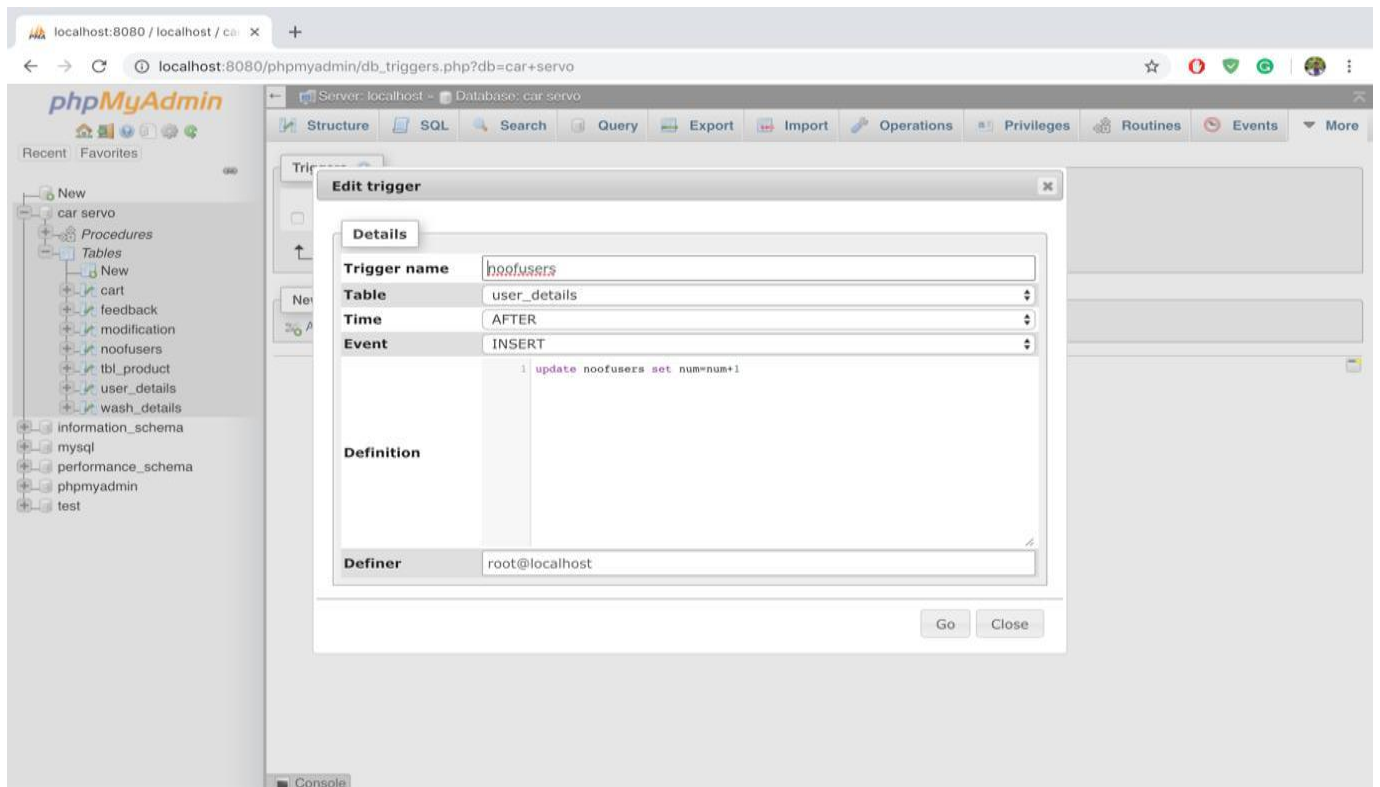 localhost:8080 / localhost / ca
localhost:8080/phpmyadmin/db_triggers.php?db=car+servo
phpMyAdmin
Recent Favorites
New
car servo
Procedures
Tables
New
cart
feedback
modification
noofusers
tbl_product
user_details
wash_details
information_schema
mysql
performance_schema
phpmyadmin
test
Server: localhost » Database: car servo
Structure SQL Search Query Export Import Operations Privileges Routines Events More
Edit trigger
Details
Trigger name noofusers
Table user_details
Time AFTER
Event INSERT
Definition
1 update noofusers set num=num+1
Definer root@localhost
Go Close
Console